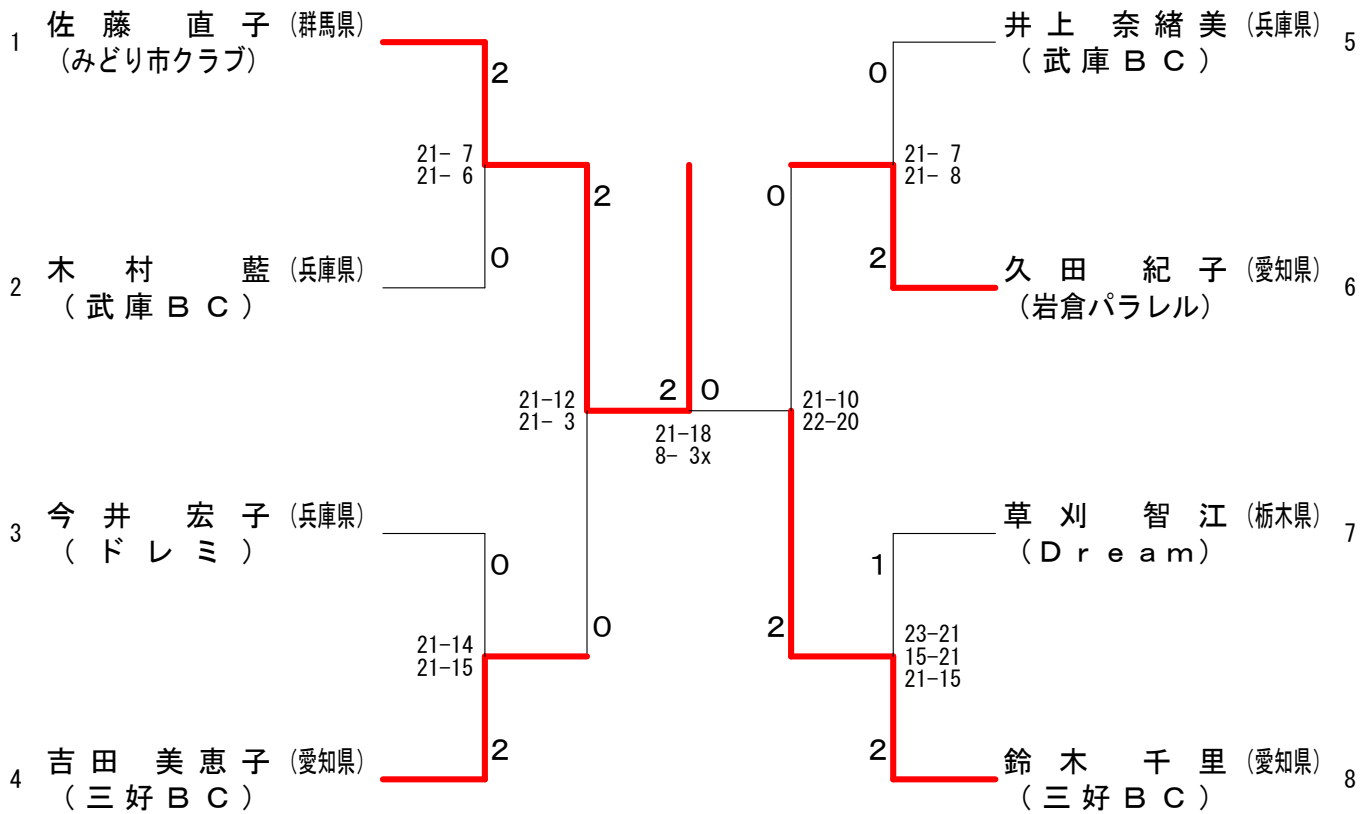 1 佐藤 直子 (群馬県)
(みどり市クラブ)
2
21- 7
21- 6
0
2 木村 藍 (兵庫県)
(武庫BC)
2
21-12
21- 3
3 今井 宏子 (兵庫県)
(ドレミ)
0
21-14
21-15
0
2
4 吉田 美恵子 (愛知県)
(三好BC)
2 0
21-18
8- 3x
井上 奈緒美 (兵庫県) 5
(武庫BC)
0
21- 7
21- 8
0
2
久田 紀子 (愛知県) 6
(岩倉パラレル)
21-10
22-20
草刈 智江 (栃木県) 7
(Dream)
1
2
23-21
15-21
21-15
2
鈴木 千里 (愛知県) 8
(三好BC)